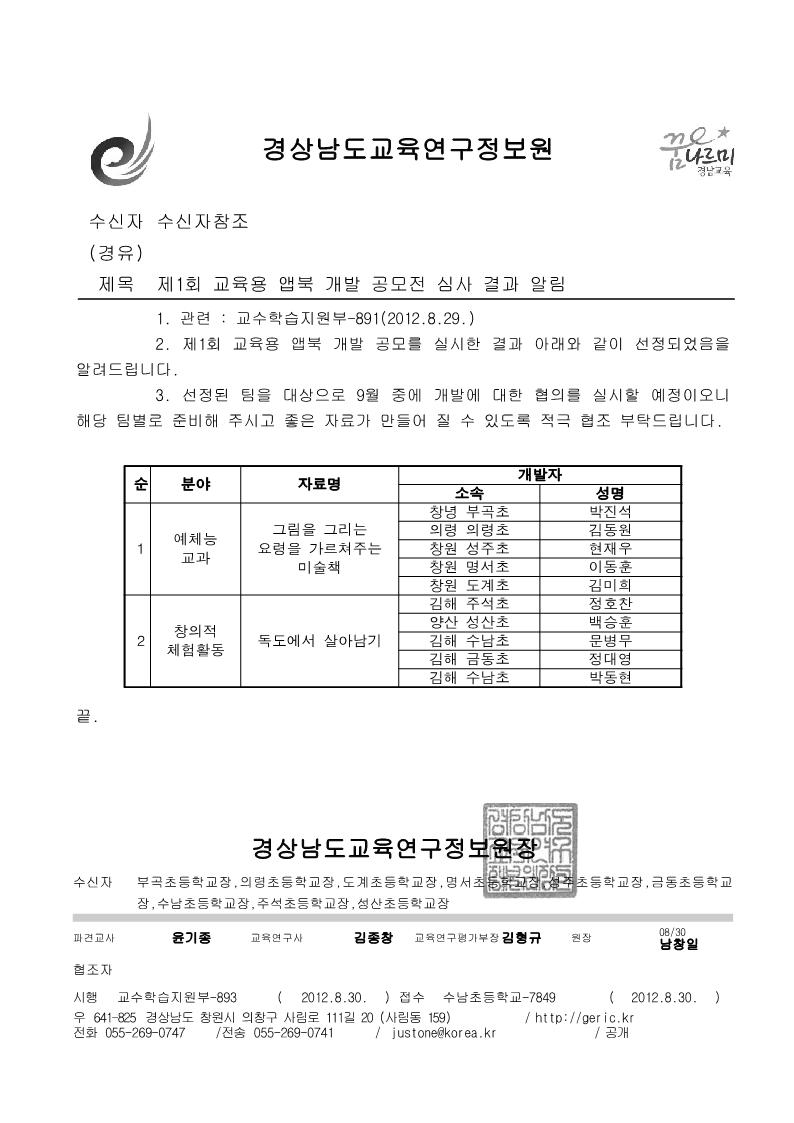 경상남도교육연구정보원
꿈나르미
경남교육
수신자 수신자참조
(경유)
제목 제1회 교육용 앱북 개발 공모전 심사 결과 알림
1. 관련 : 교수학습지원부-891(2012.8.29.)
2. 제1회 교육용 앱북 개발 공모를 실시한 결과 아래와 같이 선정되었음을
알려드립니다.
3. 선정된 팀을 대상으로 9월 중에 개발에 대한 협의를 실시할 예정이오니
해당 팀별로 준비해 주시고 좋은 자료가 만들어 질 수 있도록 적극 협조 부탁드립니다.
순 분야 자료명 개발자
소속 성명
1 예체능 교과 그림을 그리는 요령을 가르쳐주는 미술책
창녕 부곡초 박진석
의령 의령초 김동원
창원 성주초 현재우
창원 명서초 이동훈
창원 도계초 김미희
2 창의적 체험활동 독도에서 살아남기
김해 주석초 정호찬
양산 성산초 백승훈
김해 수남초 문병무
김해 금동초 정대영
김해 수남초 박동현
끝.
경상남도교육연구정보원장
수신자 부곡초등학교장,의령초등학교장,도계초등학교장,명서초등학교장,성주초등학교장,금동초등학교
장,수남초등학교장,주석초등학교장,성산초등학교장
파견교사 윤기종 교육연구사 김종창 교육연구평가부장 김형규 원장 08/30 남창일
협조자
시행 교수학습지원부-893 ( 2012.8.30. ) 접수 수남초등학교-7849 ( 2012.8.30. )
우 641-825 경상남도 창원시 의창구 사림로 111길 20 (사림동 159) / http://geric.kr
전화 055-269-0747 /전송 055-269-0741 / justone@korea.kr / 공개